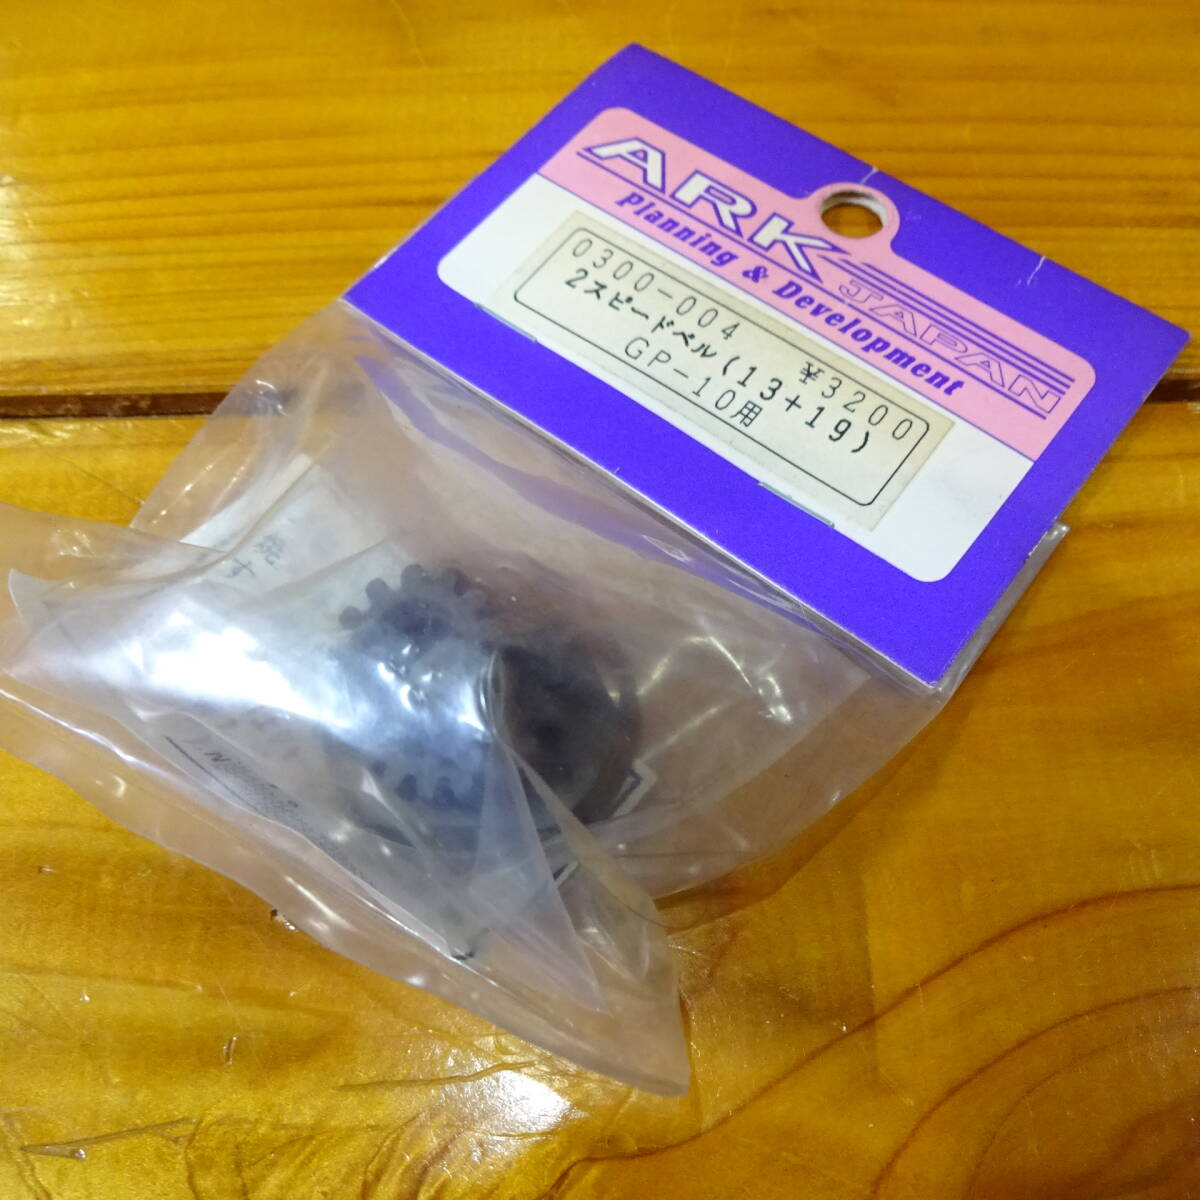 ARK JAPAN
Planning & Development
0300-004 ¥3200
2スピードベル(13+19)
GP-10用